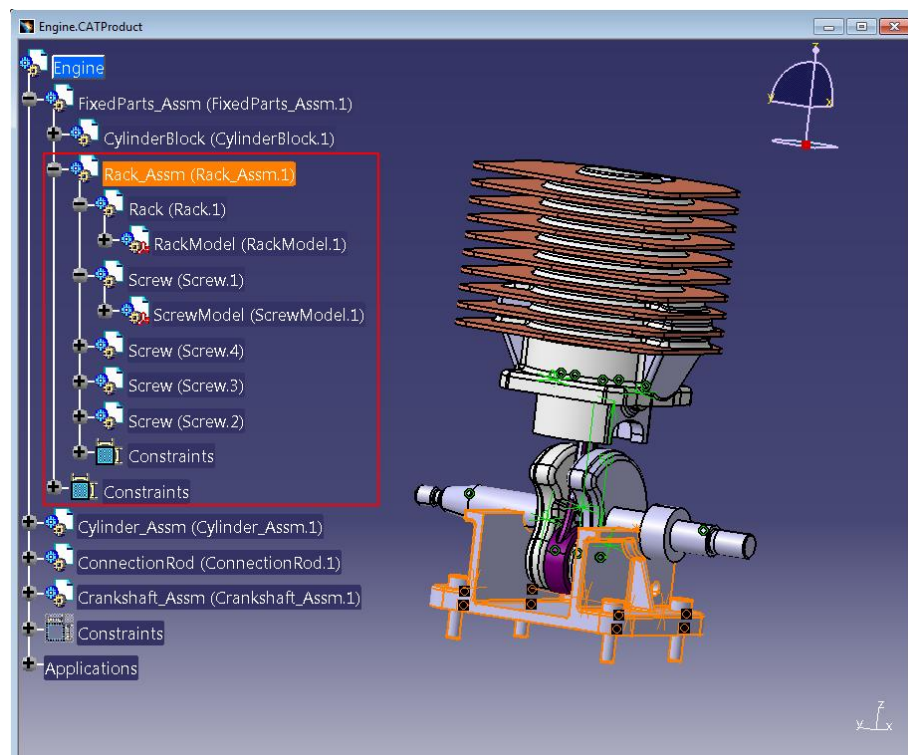 Engine.CATProduct
Engine
FixedParts_Assm (FixedParts_Assm.1)
CylinderBlock (CylinderBlock.1)
Rack_Assm (Rack_Assm.1)
Rack (Rack.1)
RackModel (RackModel.1)
Screw (Screw.1)
ScrewModel (ScrewModel.1)
Screw (Screw.4)
Screw (Screw.3)
Screw (Screw.2)
Constraints
Constraints
Cylinder_Assm (Cylinder_Assm.1)
ConnectionRod (ConnectionRod.1)
Crankshaft_Assm (Crankshaft_Assm.1)
Constraints
Applications
z
y
x
z
y
x